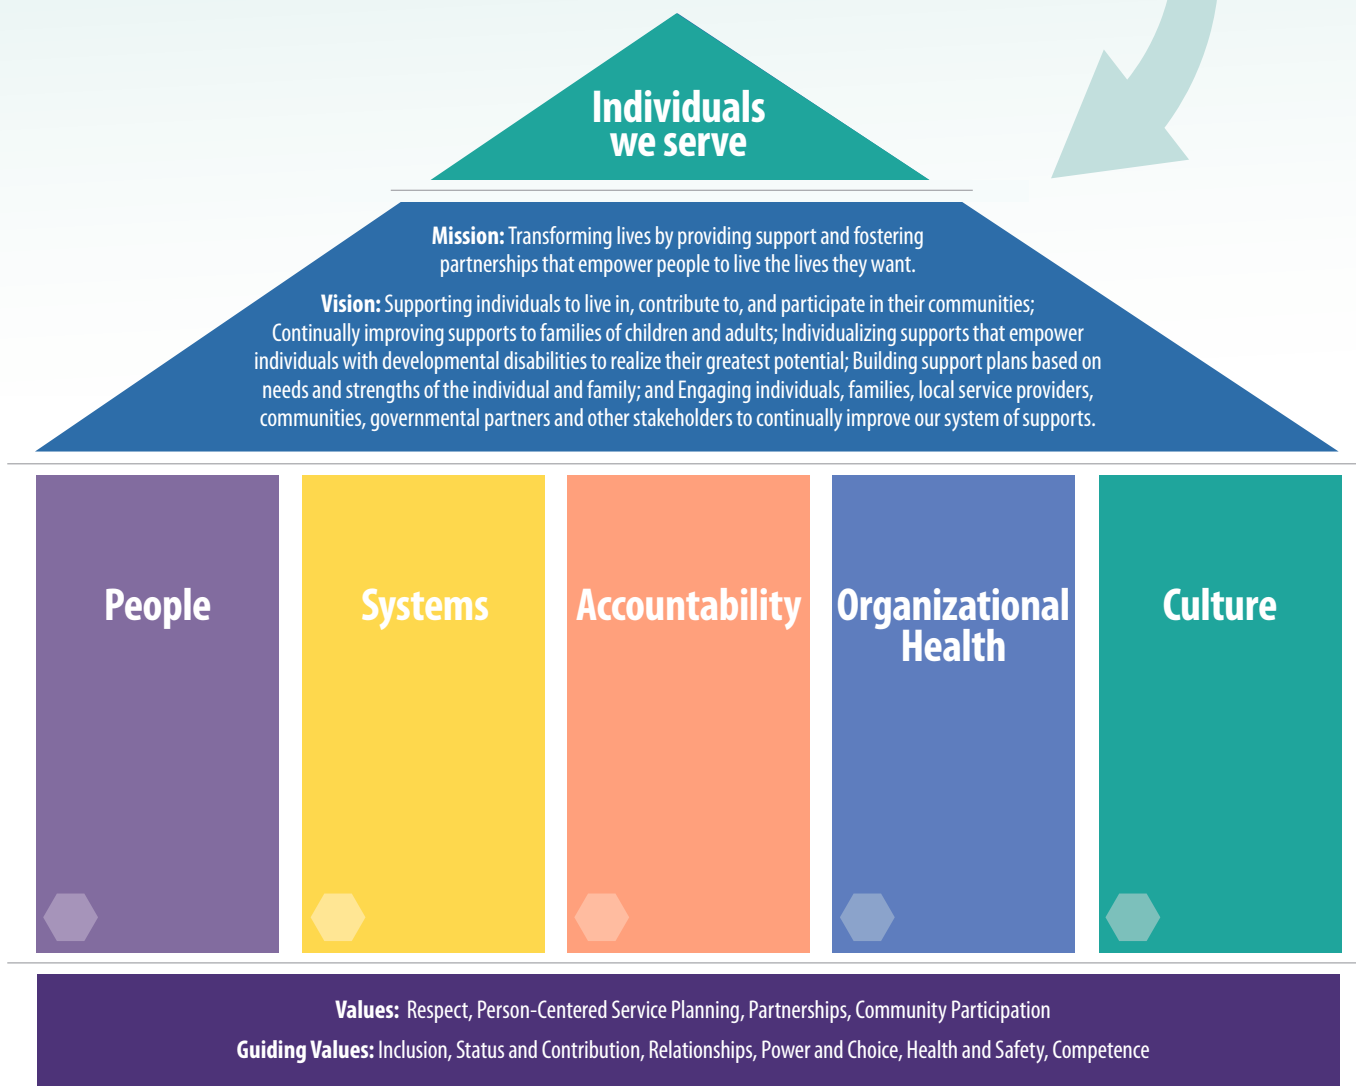 Individuals
we serve
Mission: Transforming lives by providing support and fostering
partnerships that empower people to live the lives they want.
Vision: Supporting individuals to live in, contribute to, and participate in their communities;
Continually improving supports to families of children and adults; Individualizing supports that empower
individuals with developmental disabilities to realize their greatest potential; Building support plans based on
needs and strengths of the individual and family; and Engaging individuals, families, local service providers,
communities, governmental partners and other stakeholders to continually improve our system of supports.
People
Systems
Accountability
Organizational
Health
Culture
Values: Respect, Person-Centered Service Planning, Partnerships, Community Participation
Guiding Values: Inclusion, Status and Contribution, Relationships, Power and Choice, Health and Safety, Competence